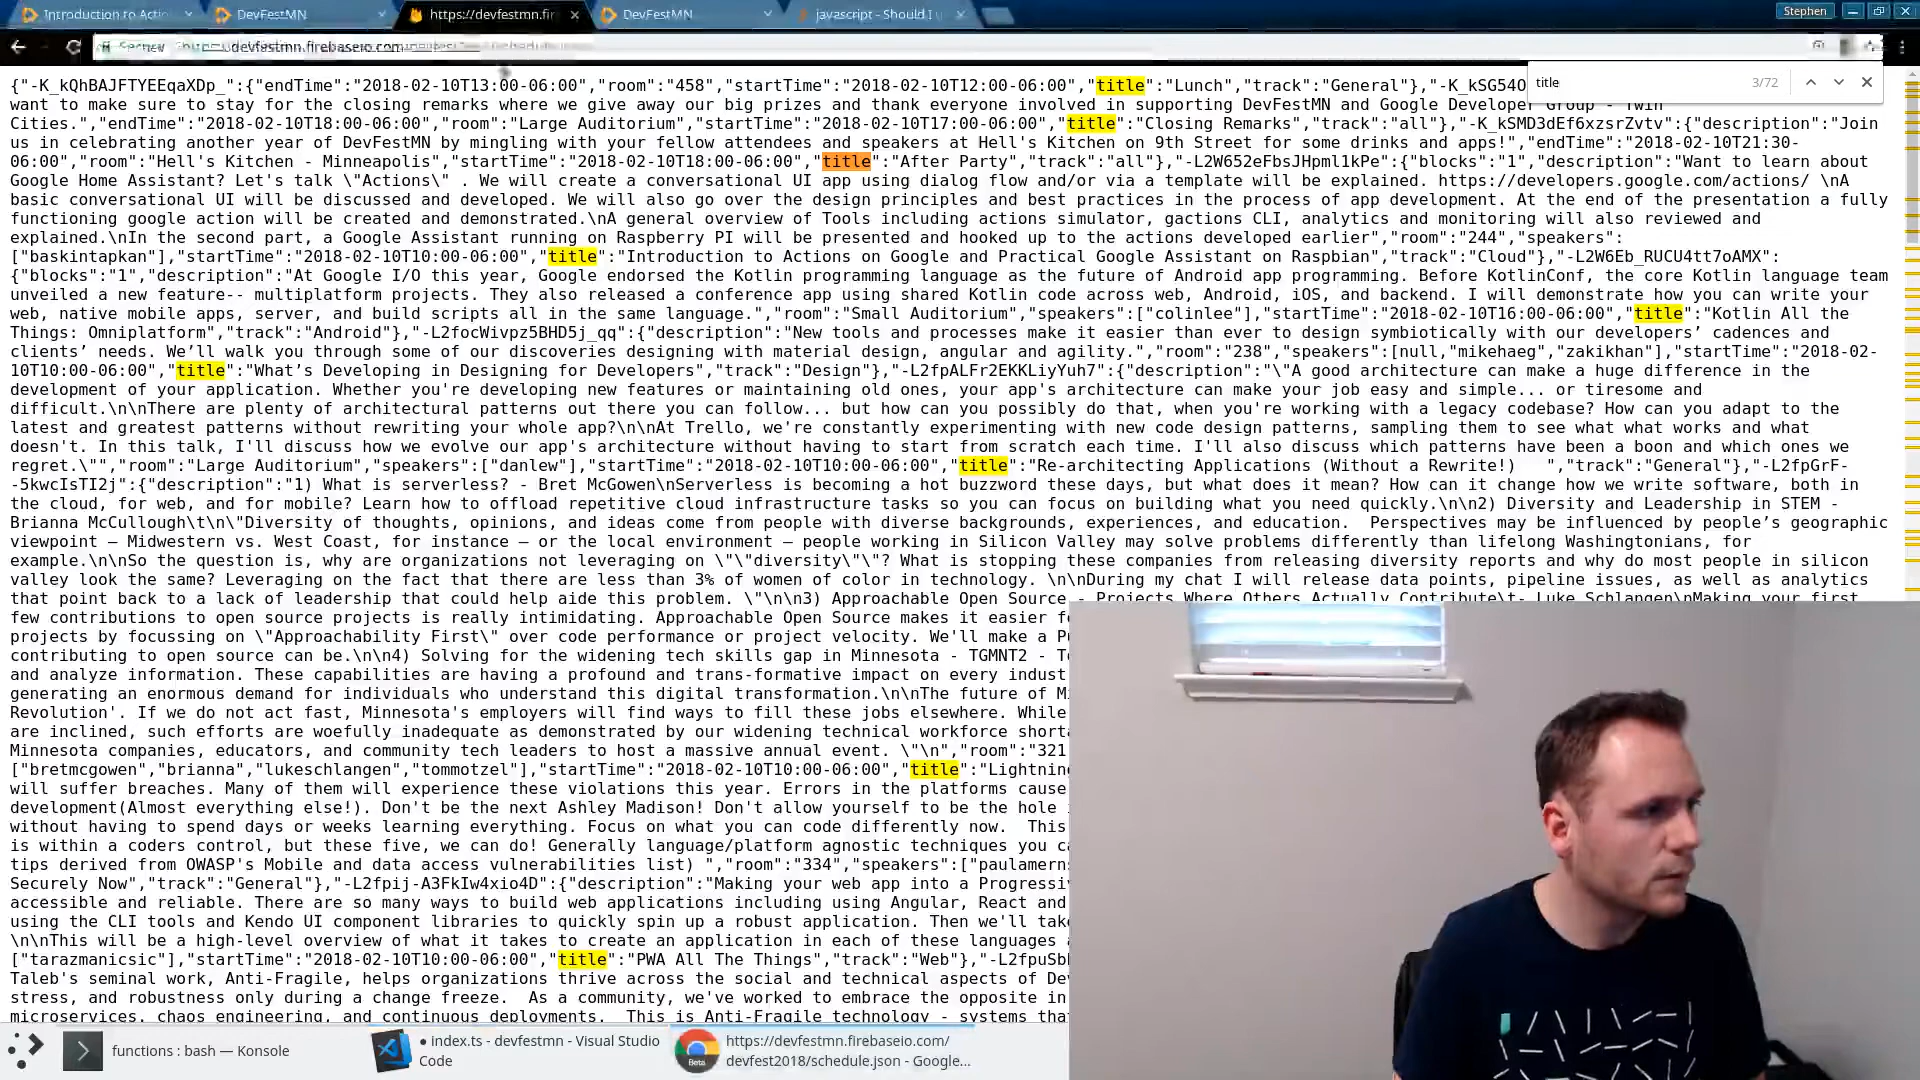 Introduction to Actio
DevFestMN
https://devfestmn.fir
DevFestMN
javascript - Should I
Stephen
devfestmn.firebaseio.com
title
3/72
{"-K_kQhBAJFTYEEqaXDp_":{"endTime":"2018-02-10T13:00-06:00","room":"458","startTime":"2018-02-10T12:00-06:00","title":"Lunch","track":"General"},"-K_kSG54O
want to make sure to stay for the closing remarks where we give away our big prizes and thank everyone involved in supporting DevFestMN and Google Developer Group - Twin
Cities.","endTime":"2018-02-10T18:00-06:00","room":"Large Auditorium","startTime":"2018-02-10T17:00-06:00","title":"Closing Remarks","track":"all"},"-K_kSMD3dEf6xzsrZvtv":{"description":"Join
us in celebrating another year of DevFestMN by mingling with your fellow attendees and speakers at Hell's Kitchen on 9th Street for some drinks and apps!","endTime":"2018-02-10T21:30-
06:00","room":"Hell's Kitchen - Minneapolis","startTime":"2018-02-10T18:00-06:00","title":"After Party","track":"all"},"-L2W652eFbsJHpml1kPe":{"blocks":"1","description":"Want to learn about
Google Home Assistant? Let's talk \"Actions\" . We will create a conversational UI app using dialog flow and/or via a template will be explained. https://developers.google.com/actions/ \nA
basic conversational UI will be discussed and developed. We will also go over the design principles and best practices in the process of app development. At the end of the presentation a fully
functioning google action will be created and demonstrated.\nA general overview of Tools including actions simulator, gactions CLI, analytics and monitoring will also reviewed and
explained.\nIn the second part, a Google Assistant running on Raspberry PI will be presented and hooked up to the actions developed earlier","room":"244","speakers":
["baskintapkan"],"startTime":"2018-02-10T10:00-06:00","title":"Introduction to Actions on Google and Practical Google Assistant on Raspbian","track":"Cloud"},"-L2W6Eb_RUCU4tt7oAMX":
{"blocks":"1","description":"At Google I/O this year, Google endorsed the Kotlin programming language as the future of Android app programming. Before KotlinConf, the core Kotlin language team
unveiled a new feature-- multiplatform projects. They also released a conference app using shared Kotlin code across web, Android, iOS, and backend. I will demonstrate how you can write your
web, native mobile apps, server, and build scripts all in the same language.","room":"Small Auditorium","speakers":["colinlee"],"startTime":"2018-02-10T16:00-06:00","title":"Kotlin All the
Things: Omniplatform","track":"Android"},"-L2focWivpz5BHD5j_qq":{"description":"New tools and processes make it easier than ever to design symbiotically with our developers’ cadences and
clients’ needs. We’ll walk you through some of our discoveries designing with material design, angular and agility.","room":"238","speakers":[null,"mikehaeg","zakikhan"],"startTime":"2018-02-
10T10:00-06:00","title":"What’s Developing in Designing for Developers","track":"Design"},"-L2fpALFr2EKKLiyYuh7":{"description":"\"A good architecture can make a huge difference in the
development of your application. Whether you're developing new features or maintaining old ones, your app's architecture can make your job easy and simple... or tiresome and
difficult.\n\nThere are plenty of architectural patterns out there you can follow... but how can you possibly do that, when you're working with a legacy codebase? How can you adapt to the
latest and greatest patterns without rewriting your whole app?\n\nAt Trello, we're constantly experimenting with new code design patterns, sampling them to see what what works and what
doesn't. In this talk, I'll discuss how we evolve our app's architecture without having to start from scratch each time. I'll also discuss which patterns have been a boon and which ones we
regret.\"","room":"Large Auditorium","speakers":["danlew"],"startTime":"2018-02-10T10:00-06:00","title":"Re-architecting Applications (Without a Rewrite!)   ","track":"General"},"-L2fpGrF-
-5kwcIsTI2j":{"description":"1) What is serverless? - Bret McGowen\nServerless is becoming a hot buzzword these days, but what does it mean? How can it change how we write software, both in
the cloud, for web, and for mobile? Learn how to offload repetitive cloud infrastructure tasks so you can focus on building what you need quickly.\n\n2) Diversity and Leadership in STEM -
Brianna McCullough\t\n\"Diversity of thoughts, opinions, and ideas come from people with diverse backgrounds, experiences, and education.  Perspectives may be influenced by people’s geographic
viewpoint – Midwestern vs. West Coast, for instance – or the local environment – people working in Silicon Valley may solve problems differently than lifelong Washingtonians, for
example.\n\nSo the question is, why are organizations not leveraging on \"\"diversity\"\"? What is stopping these companies from releasing diversity reports and why do most people in silicon
valley look the same? Leveraging on the fact that there are less than 3% of women of color in technology. \n\nDuring my chat I will release data points, pipeline issues, as well as analytics
that point back to a lack of leadership that could help aide this problem. \"\n\n3) Approachable Open Source - Projects Where Others Actually Contribute\t- Luke Schlangen\nMaking your first
few contributions to open source projects is really intimidating. Approachable Open Source makes it easier f
projects by focussing on \"Approachability First\" over code performance or project velocity. We'll make a P
contributing to open source can be.\n\n4) Solving for the widening tech skills gap in Minnesota - TGMNT2 - T
and analyze information. These capabilities are having a profound and trans-formative impact on every indust
generating an enormous demand for individuals who understand this digital transformation.\n\nThe future of M
Revolution'. If we do not act fast, Minnesota's employers will find ways to fill these jobs elsewhere. While
are inclined, such efforts are woefully inadequate as demonstrated by our widening technical workforce short
Minnesota companies, educators, and community tech leaders to host a massive annual event. \"\n","room":"321
["bretmcgowen","brianna","lukeschlangen","tommotzel"],"startTime":"2018-02-10T10:00-06:00","title":"Lightnin
will suffer breaches. Many of them will experience these violations this year. Errors in the platforms cause
development(Almost everything else!). Don't be the next Ashley Madison! Don't allow yourself to be the hole
without having to spend days or weeks learning everything. Focus on what you can code differently now.  This
is within a coders control, but these five, we can do! Generally language/platform agnostic techniques you c
tips derived from OWASP's Mobile and data access vulnerabilities list) ","room":"334","speakers":["paulamern
Securely Now","track":"General"},"-L2fpij-A3FkIw4xio4D":{"description":"Making your web app into a Progressi
accessible and reliable. There are so many ways to build web applications including using Angular, React and
using the CLI tools and Kendo UI component libraries to quickly spin up a robust application. Then we'll tak
\n\nThis will be a high-level overview of what it takes to create an application in each of these languages
["tarazmanicsic"],"startTime":"2018-02-10T10:00-06:00","title":"PWA All The Things","track":"Web"},"-L2fpuSb
Taleb's seminal work, Anti-Fragile, helps organizations thrive across the social and technical aspects of De
stress, and robustness only during a change freeze.  As a community, we've worked to embrace the opposite in
microservices, chaos engineering, and continuous deployments.  This is Anti-Fragile technology - systems tha
functions : bash — Konsole
● index.ts - devfestmn - Visual Studio
Code
https://devfestmn.firebaseio.com/
devfest2018/schedule.json - Google...
Beta